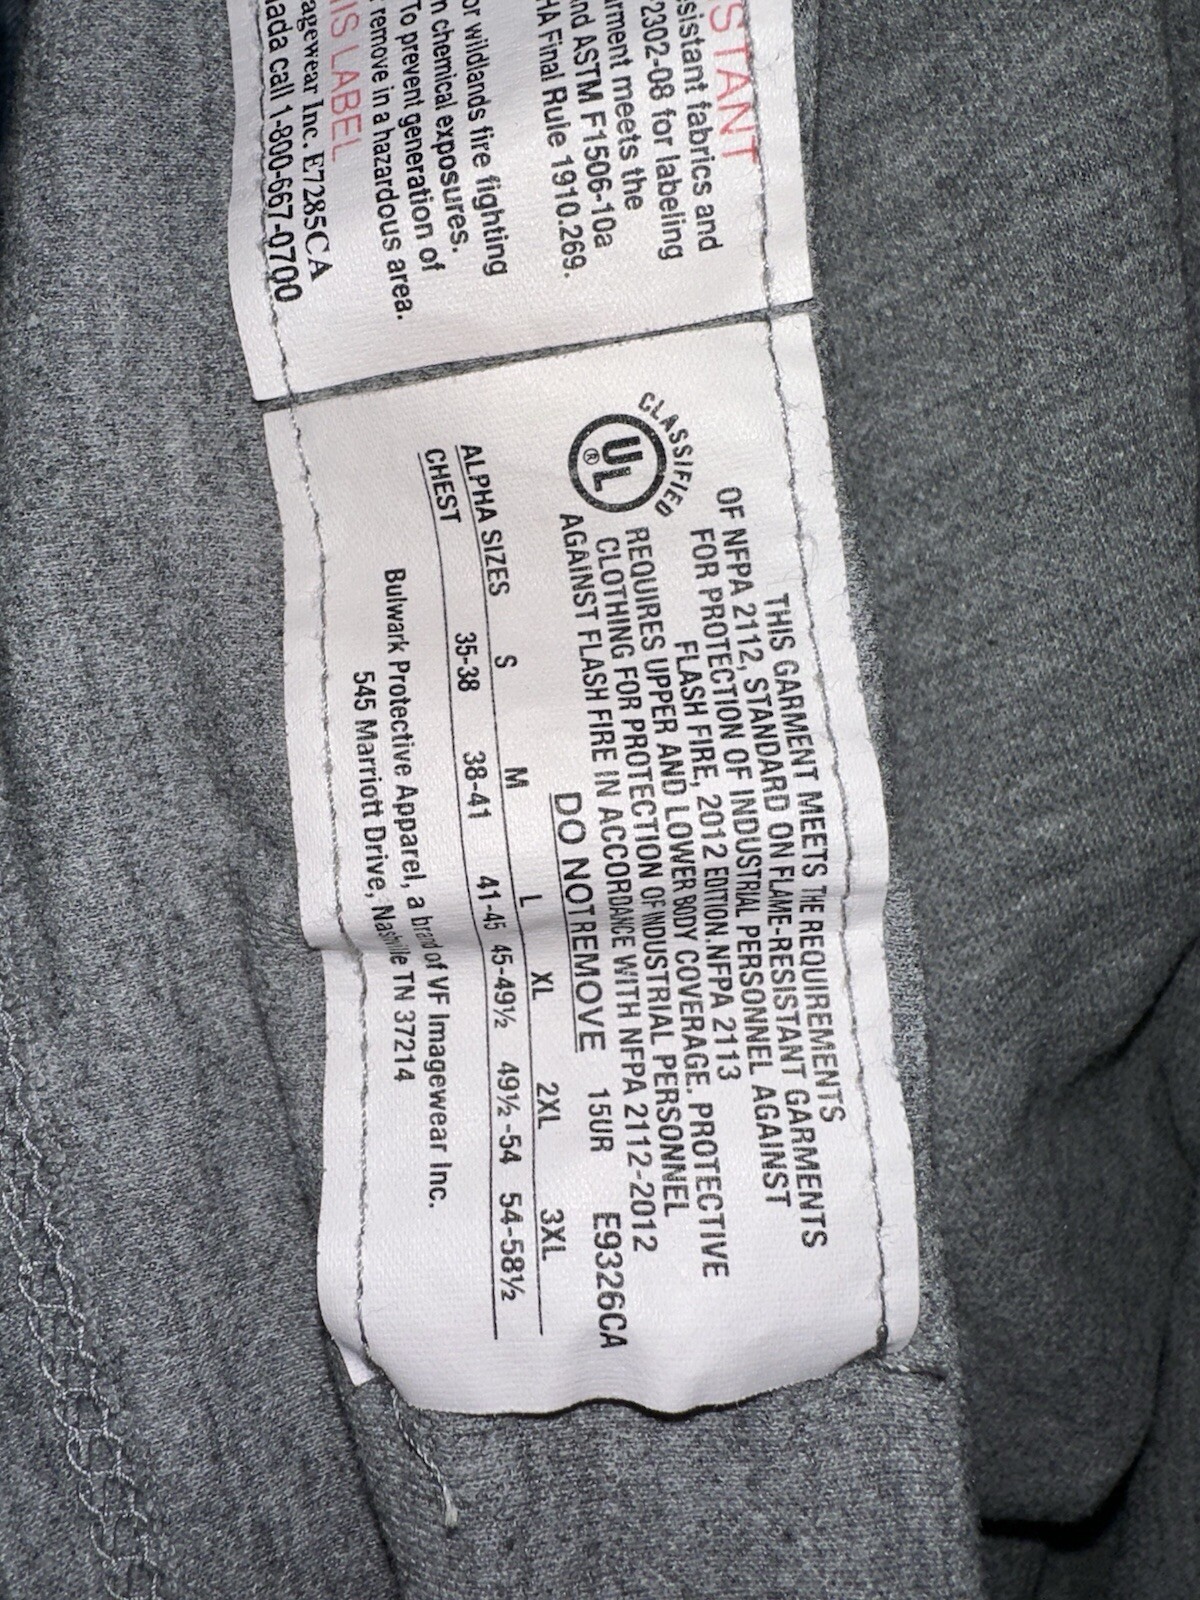 STANT
sistant fabrics and
2302-08 for labeling
rment meets the
nd ASTM F1506-10a
HA Final Rule 1910.269.
or wildlands fire fighting
n chemical exposures.
To prevent generation of
remove in a hazardous area.
IS LABEL
agewear Inc. E7285CA
ada call 1-800-667-0700
THIS GARMENT MEETS THE REQUIREMENTS
OF NFPA 2112, STANDARD ON FLAME-RESISTANT GARMENTS
FOR PROTECTION OF INDUSTRIAL PERSONNEL AGAINST
FLASH FIRE, 2012 EDITION.NFPA 2113
REQUIRES UPPER AND LOWER BODY COVERAGE. PROTECTIVE
CLOTHING FOR PROTECTION OF INDUSTRIAL PERSONNEL
AGAINST FLASH FIRE IN ACCORDANCE WITH NFPA 2112-2012
CLASSIFIED
UL®
DO NOT REMOVE 15UR E9326CA
ALPHA SIZES S M L XL 2XL 3XL
CHEST 35-38 38-41 41-45 45-49½ 49½-54 54-58½
Bulwark Protective Apparel, a brand of VF Imagewear Inc.
545 Marriott Drive, Nashville TN 37214